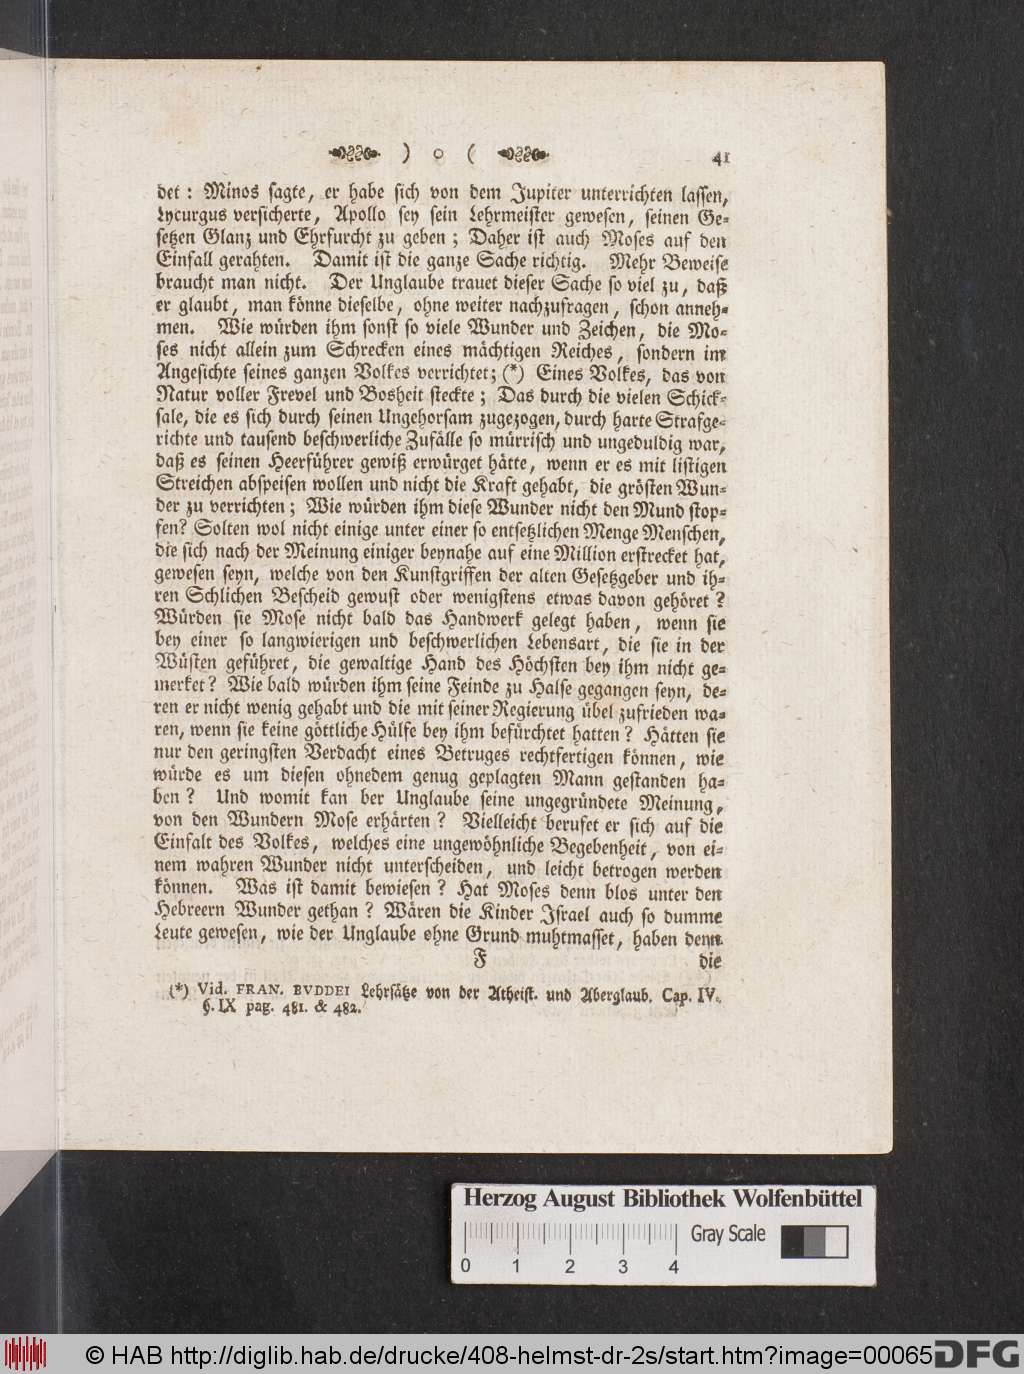 ) o ( 41
det: Minos sagte, er habe sich von dem Jupiter unterrichten lassen,
Lycurgus versicherte, Apollo sey sein Lehrmeister gewesen, seinen Ge-
setzen Glanz und Ehrfurcht zu geben; Daher ist auch Moses auf den
Einfall gerahten. Damit ist die ganze Sache richtig. Mehr Beweise
braucht man nicht. Der Unglaube trauet dieser Sache so viel zu, daß
er glaubt, man könne dieselbe, ohne weiter nachzufragen, schon anneh-
men. Wie würden ihm sonst so viele Wunder und Zeichen, die Mo-
ses nicht allein zum Schrecken eines mächtigen Reiches, sondern im
Angesichte seines ganzen Volkes verrichtet; (*) Eines Volkes, das von
Natur voller Frevel und Bosheit steckte; Das durch die vielen Schick-
sale, die es sich durch seinen Ungehorsam zugezogen, durch harte Strafge-
richte und tausend beschwerliche Zufälle so mürrisch und ungeduldig war,
daß es seinen Heerführer gewiß erwürget hätte, wenn er es mit listigen
Streichen abspeisen wollen und nicht die Kraft gehabt, die grösten Wun-
der zu verrichten; Wie würden ihm diese Wunder nicht den Mund stop-
fen? Solten wol nicht einige unter einer so entsetzlichen Menge Menschen,
die sich nach der Meinung einiger beynahe auf eine Million erstrecket hat,
gewesen seyn, welche von den Kunstgriffen der alten Gesetzgeber und ih-
ren Schlichen Bescheid gewust oder wenigstens etwas davon gehöret?
Würden sie Mose nicht bald das Handwerk gelegt haben, wenn sie
bey einer so langwierigen und beschwerlichen Lebensart, die sie in der
Wüsten geführet, die gewaltige Hand des Höchsten bey ihm nicht ge-
merket? Wie bald würden ihm seine Feinde zu Halse gegangen seyn, de-
ren er nicht wenig gehabt und die mit seiner Regierung übel zufrieden wa-
ren, wenn sie keine göttliche Hülfe bey ihm befürchtet hatten? Hätten sie
nur den geringsten Verdacht eines Betruges rechtfertigen können, wie
würde es um diesen ohnedem genug geplagten Mann gestanden ha-
ben? Und womit kan ber Unglaube seine ungegründete Meinung,
von den Wundern Mose erhärten? Vielleicht berufet er sich auf die
Einfalt des Volkes, welches eine ungewöhnliche Begebenheit, von ei-
nem wahren Wunder nicht unterscheiden, und leicht betrogen werden
können. Was ist damit bewiesen? Hat Moses denn blos unter den
Hebreern Wunder gethan? Wären die Kinder Israel auch so dumme
Leute gewesen, wie der Unglaube ohne Grund muhtmasset, haben denn
F die
(*) Vid. FRAN. BVDDEI Lehrsätze von der Atheist. und Aberglaub. Cap. IV.
§. IX pag. 481. & 482.
Herzog August Bibliothek Wolfenbüttel
Gray Scale
0 1 2 3 4
© HAB http://diglib.hab.de/drucke/408-helmst-dr-2s/start.htm?image=00065
DFG